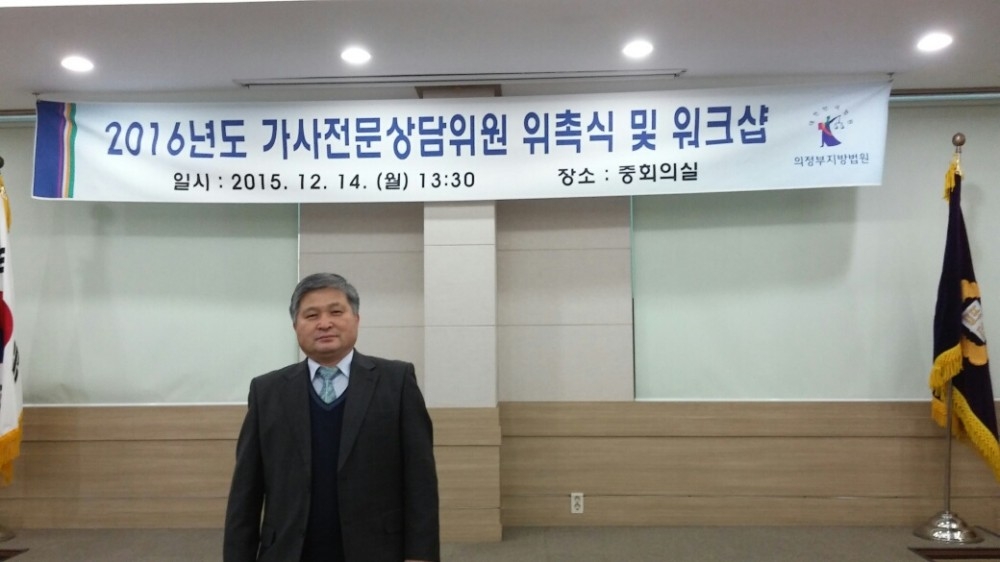 2016년도 가사전문상담위원 위촉식 및 워크샵
일시 : 2015. 12. 14. (월) 13:30 장소 : 중회의실
의정부지방법원